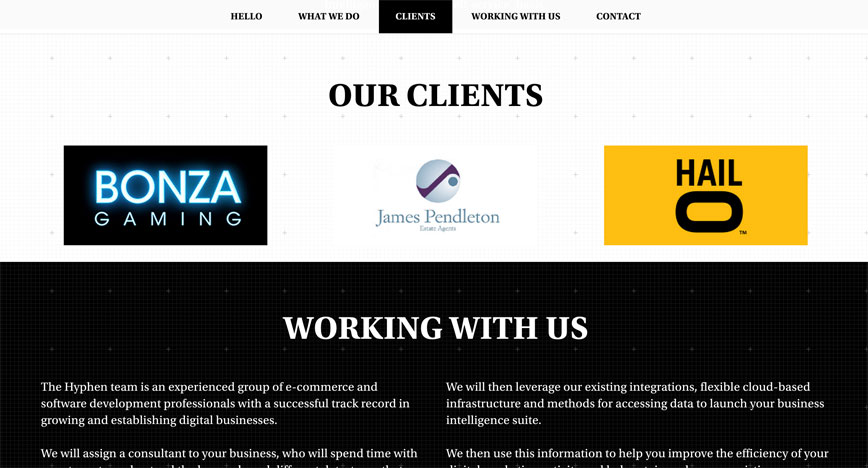 HELLO
WHAT WE DO
CLIENTS
WORKING WITH US
CONTACT
OUR CLIENTS
BONZA
GAMING
James Pendleton
Estate Agents
HAIL
O
TM
WORKING WITH US
The Hyphen team is an experienced group of e-commerce and
software development professionals with a successful track record in
growing and establishing digital businesses.
We will assign a consultant to your business, who will spend time with
We will then leverage our existing integrations, flexible cloud-based
infrastructure and methods for accessing data to launch your business
intelligence suite.
We then use this information to help you improve the efficiency of your